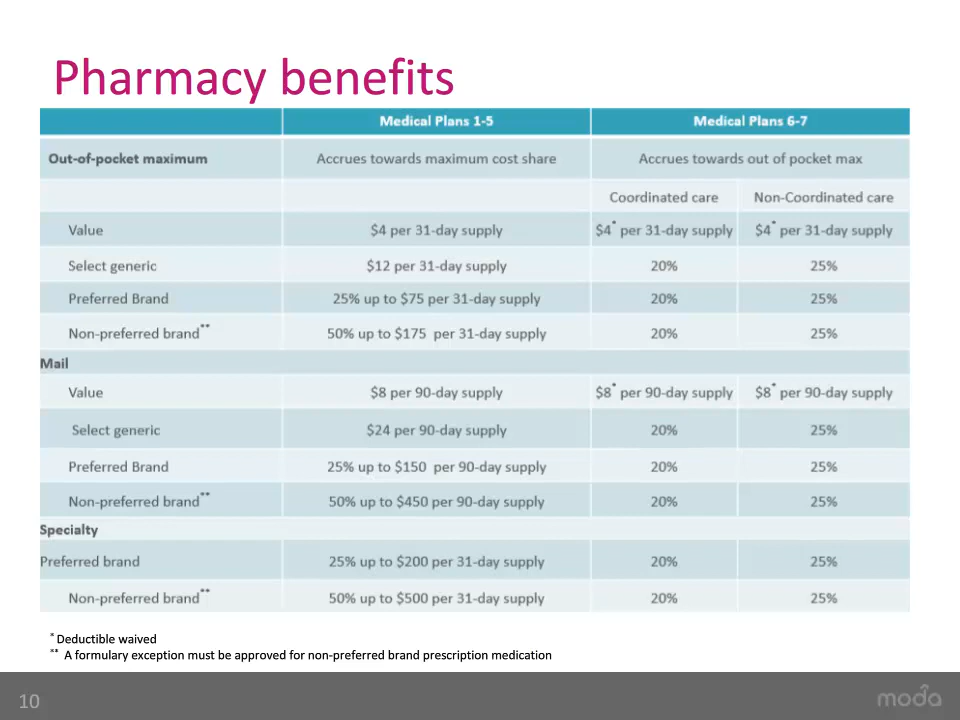 Pharmacy benefits
Medical Plans 1-5 Medical Plans 6-7
Out-of-pocket maximum Accrues towards maximum cost share Accrues towards out of pocket max
Coordinated care Non-Coordinated care
Value $4 per 31-day supply $4* per 31-day supply $4* per 31-day supply
Select generic $12 per 31-day supply 20% 25%
Preferred Brand 25% up to $75 per 31-day supply 20% 25%
Non-preferred brand** 50% up to $175 per 31-day supply 20% 25%
Mail
Value $8 per 90-day supply $8* per 90-day supply $8* per 90-day supply
Select generic $24 per 90-day supply 20% 25%
Preferred Brand 25% up to $150 per 90-day supply 20% 25%
Non-preferred brand** 50% up to $450 per 90-day supply 20% 25%
Specialty
Preferred brand 25% up to $200 per 31-day supply 20% 25%
Non-preferred brand** 50% up to $500 per 31-day supply 20% 25%
* Deductible waived
** A formulary exception must be approved for non-preferred brand prescription medication
10 moda